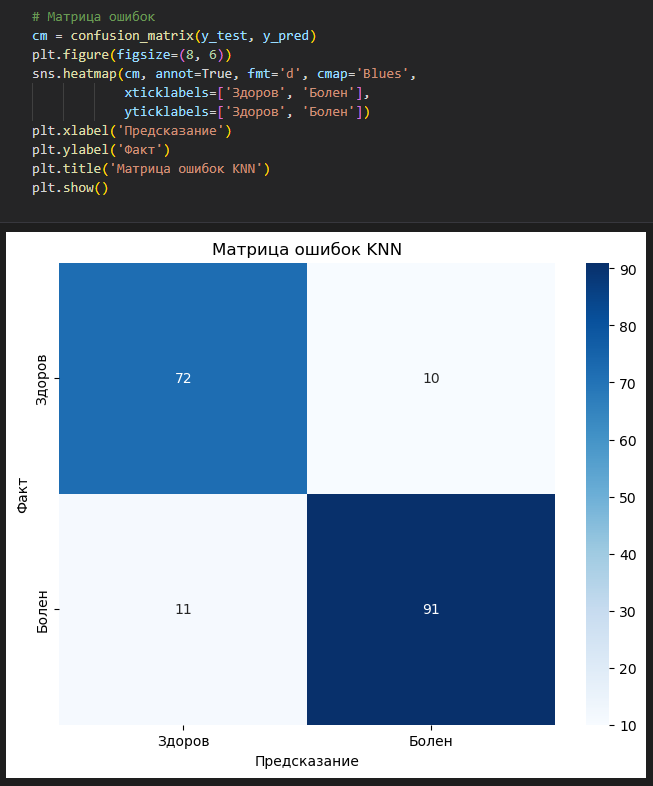 # Матрица ошибок
cm = confusion_matrix(y_test, y_pred)
plt.figure(figsize=(8, 6))
sns.heatmap(cm, annot=True, fmt='d', cmap='Blues',
            xticklabels=['Здоров', 'Болен'],
            yticklabels=['Здоров', 'Болен'])
plt.xlabel('Предсказание')
plt.ylabel('Факт')
plt.title('Матрица ошибок KNN')
plt.show()
Матрица ошибок KNN
Факт
Здоров
72
10
Болен
11
91
Здоров
Болен
Предсказание
90
80
70
60
50
40
30
20
10